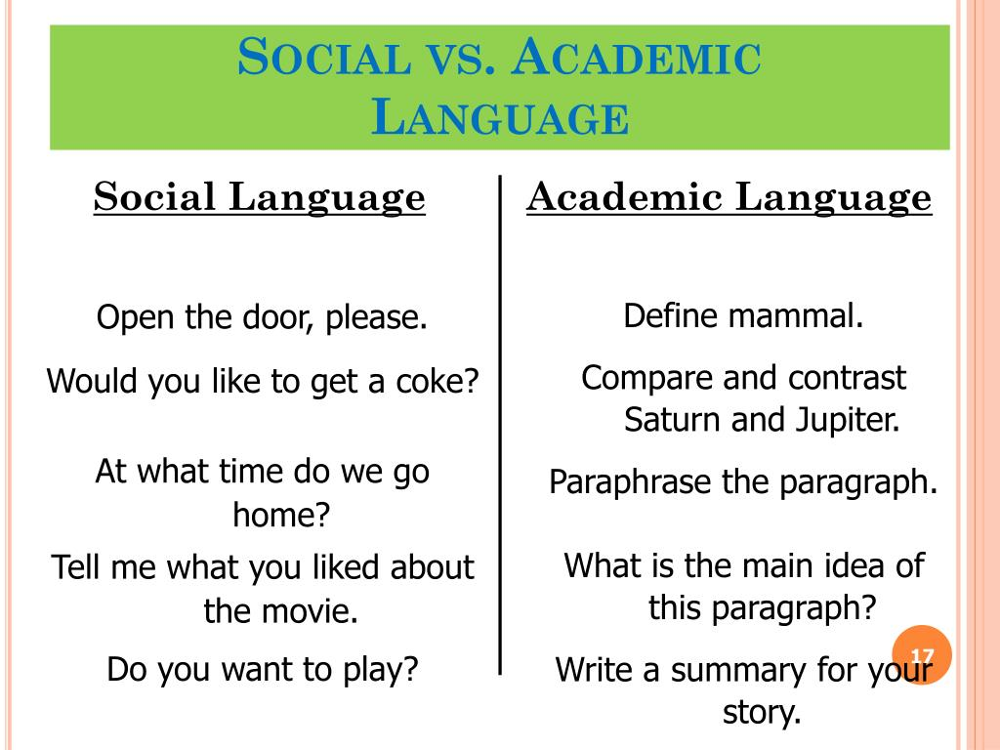 Social vs. Academic
Language
Social Language
Open the door, please.
Would you like to get a coke?
At what time do we go
home?
Tell me what you liked about
the movie.
Do you want to play?
Academic Language
Define mammal.
Compare and contrast
Saturn and Jupiter.
Paraphrase the paragraph.
What is the main idea of
this paragraph?
Write a summary for your
story.
17